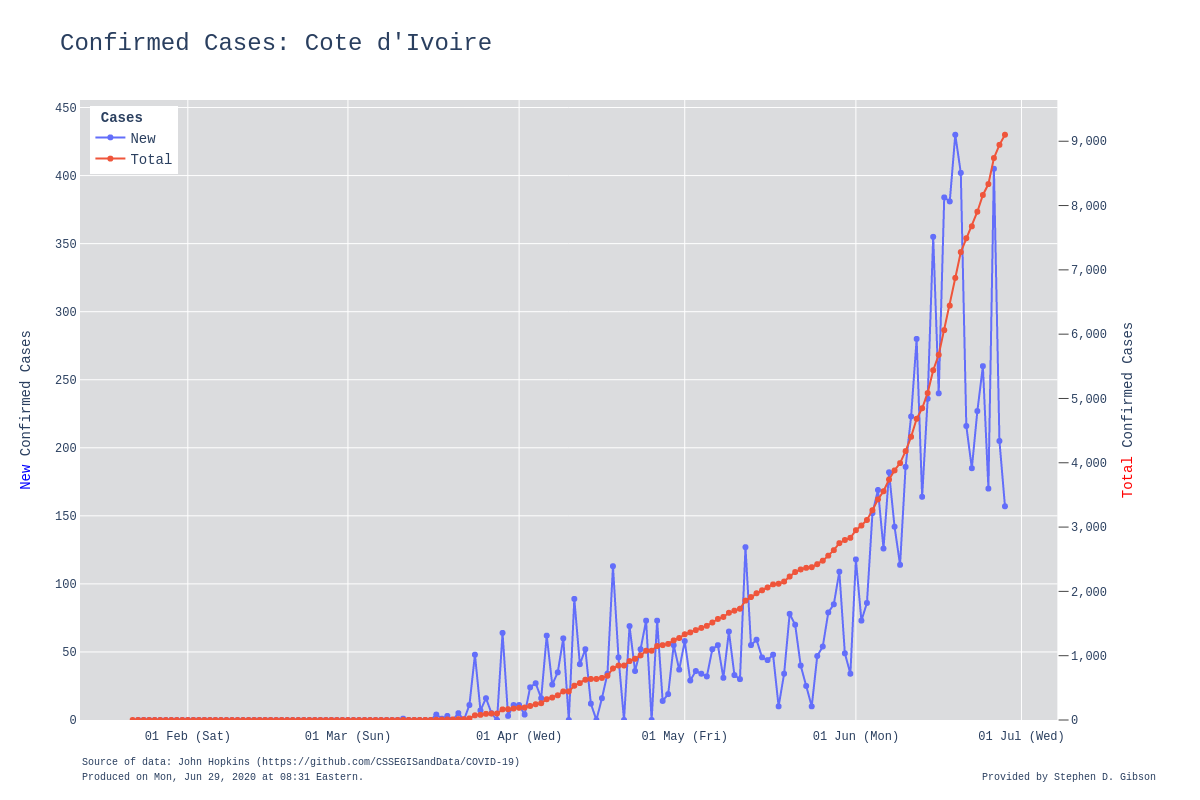 Confirmed Cases: Cote d'Ivoire
Cases
New
Total
450
400
350
300
250
200
150
100
50
0
New Confirmed Cases
9,000
8,000
7,000
6,000
5,000
4,000
3,000
2,000
1,000
0
Total Confirmed Cases
01 Feb (Sat)
01 Mar (Sun)
01 Apr (Wed)
01 May (Fri)
01 Jun (Mon)
01 Jul (Wed)
Source of data: John Hopkins (https://github.com/CSSEGISandData/COVID-19)
Produced on Mon, Jun 29, 2020 at 08:31 Eastern.
Provided by Stephen D. Gibson